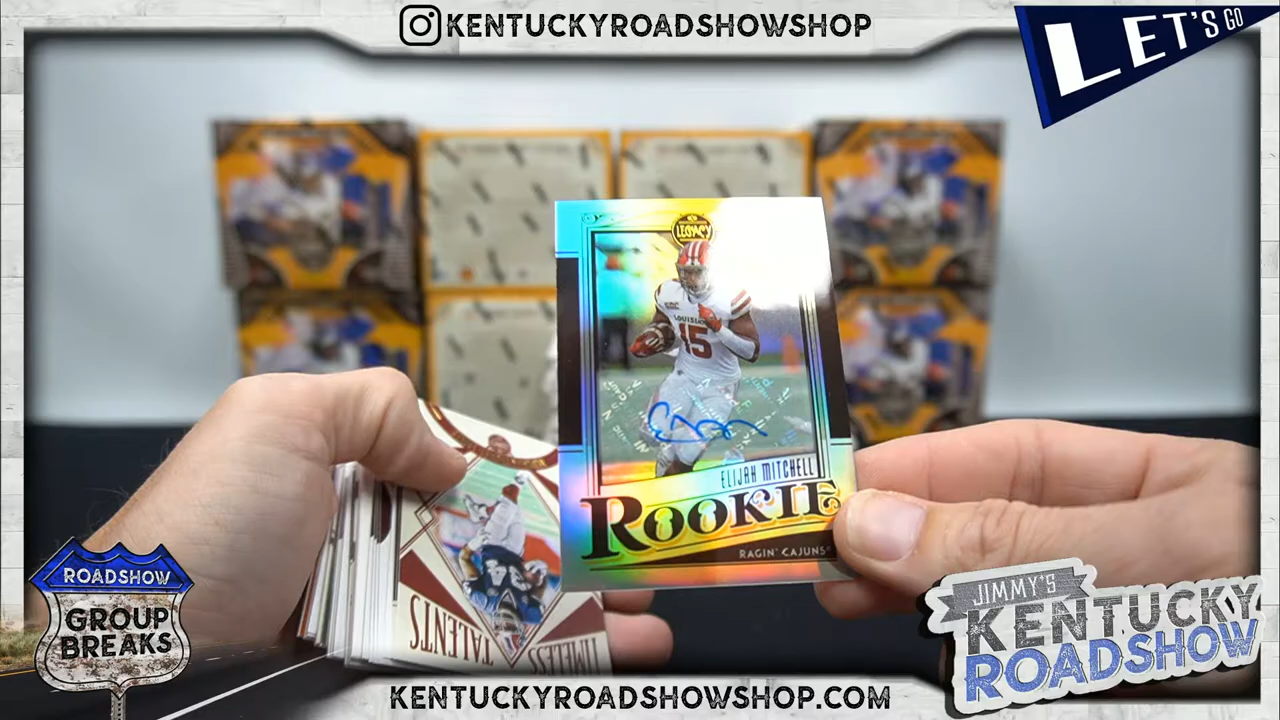 KENTUCKYROADSHOWSHOP
LET'S GO
LEGACY
LOUISIANA
15
ELIJAH MITCHELL
ROOKIE
RAGIN' CAJUNS
34
TIMELESS
TALENTS
ROADSHOW
GROUP
BREAKS
JIMMY'S
KENTUCKY
ROADSHOW
KENTUCKYROADSHOWSHOP.COM